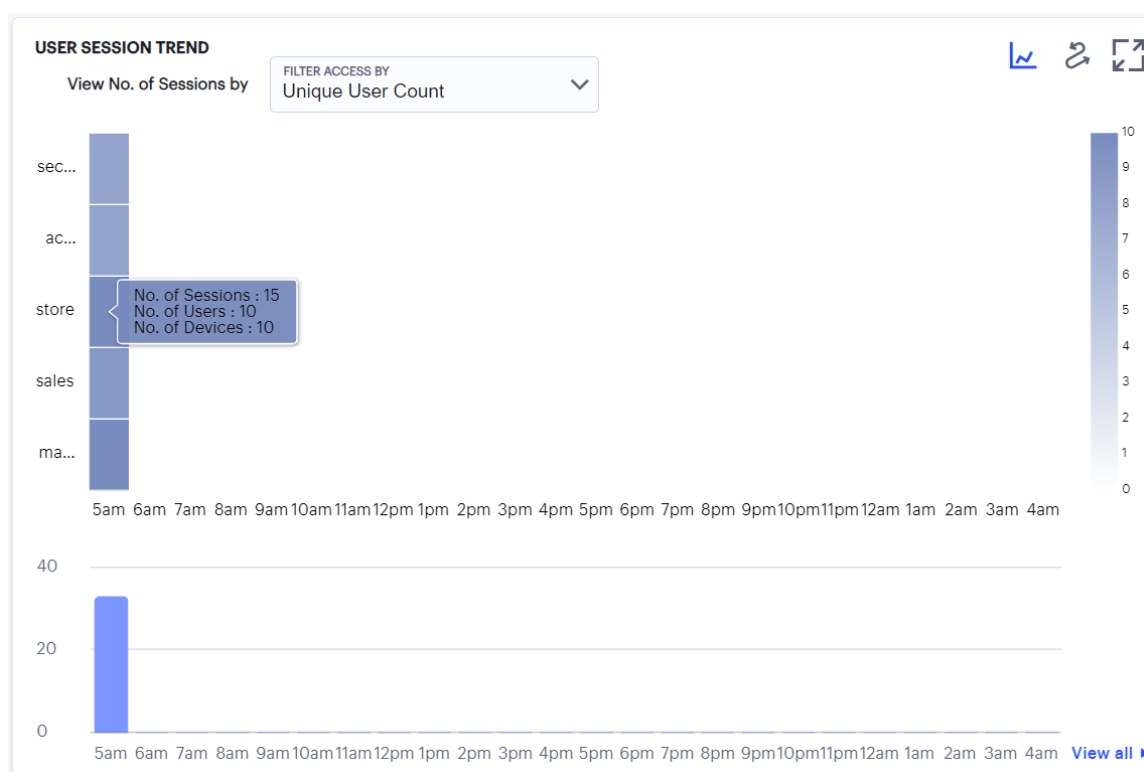 USER SESSION TREND
View No. of Sessions by
FILTER ACCESS BY
Unique User Count
sec...
ac...
store
sales
ma...
No. of Sessions : 15
No. of Users : 10
No. of Devices : 10
10
9
8
7
6
5
4
3
2
1
0
5am 6am 7am 8am 9am 10am 11am 12pm 1pm 2pm 3pm 4pm 5pm 6pm 7pm 8pm 9pm 10pm 11pm 12am 1am 2am 3am 4am
40
20
0
5am 6am 7am 8am 9am 10am 11am 12pm 1pm 2pm 3pm 4pm 5pm 6pm 7pm 8pm 9pm 10pm 11pm 12am 1am 2am 3am 4am
View all